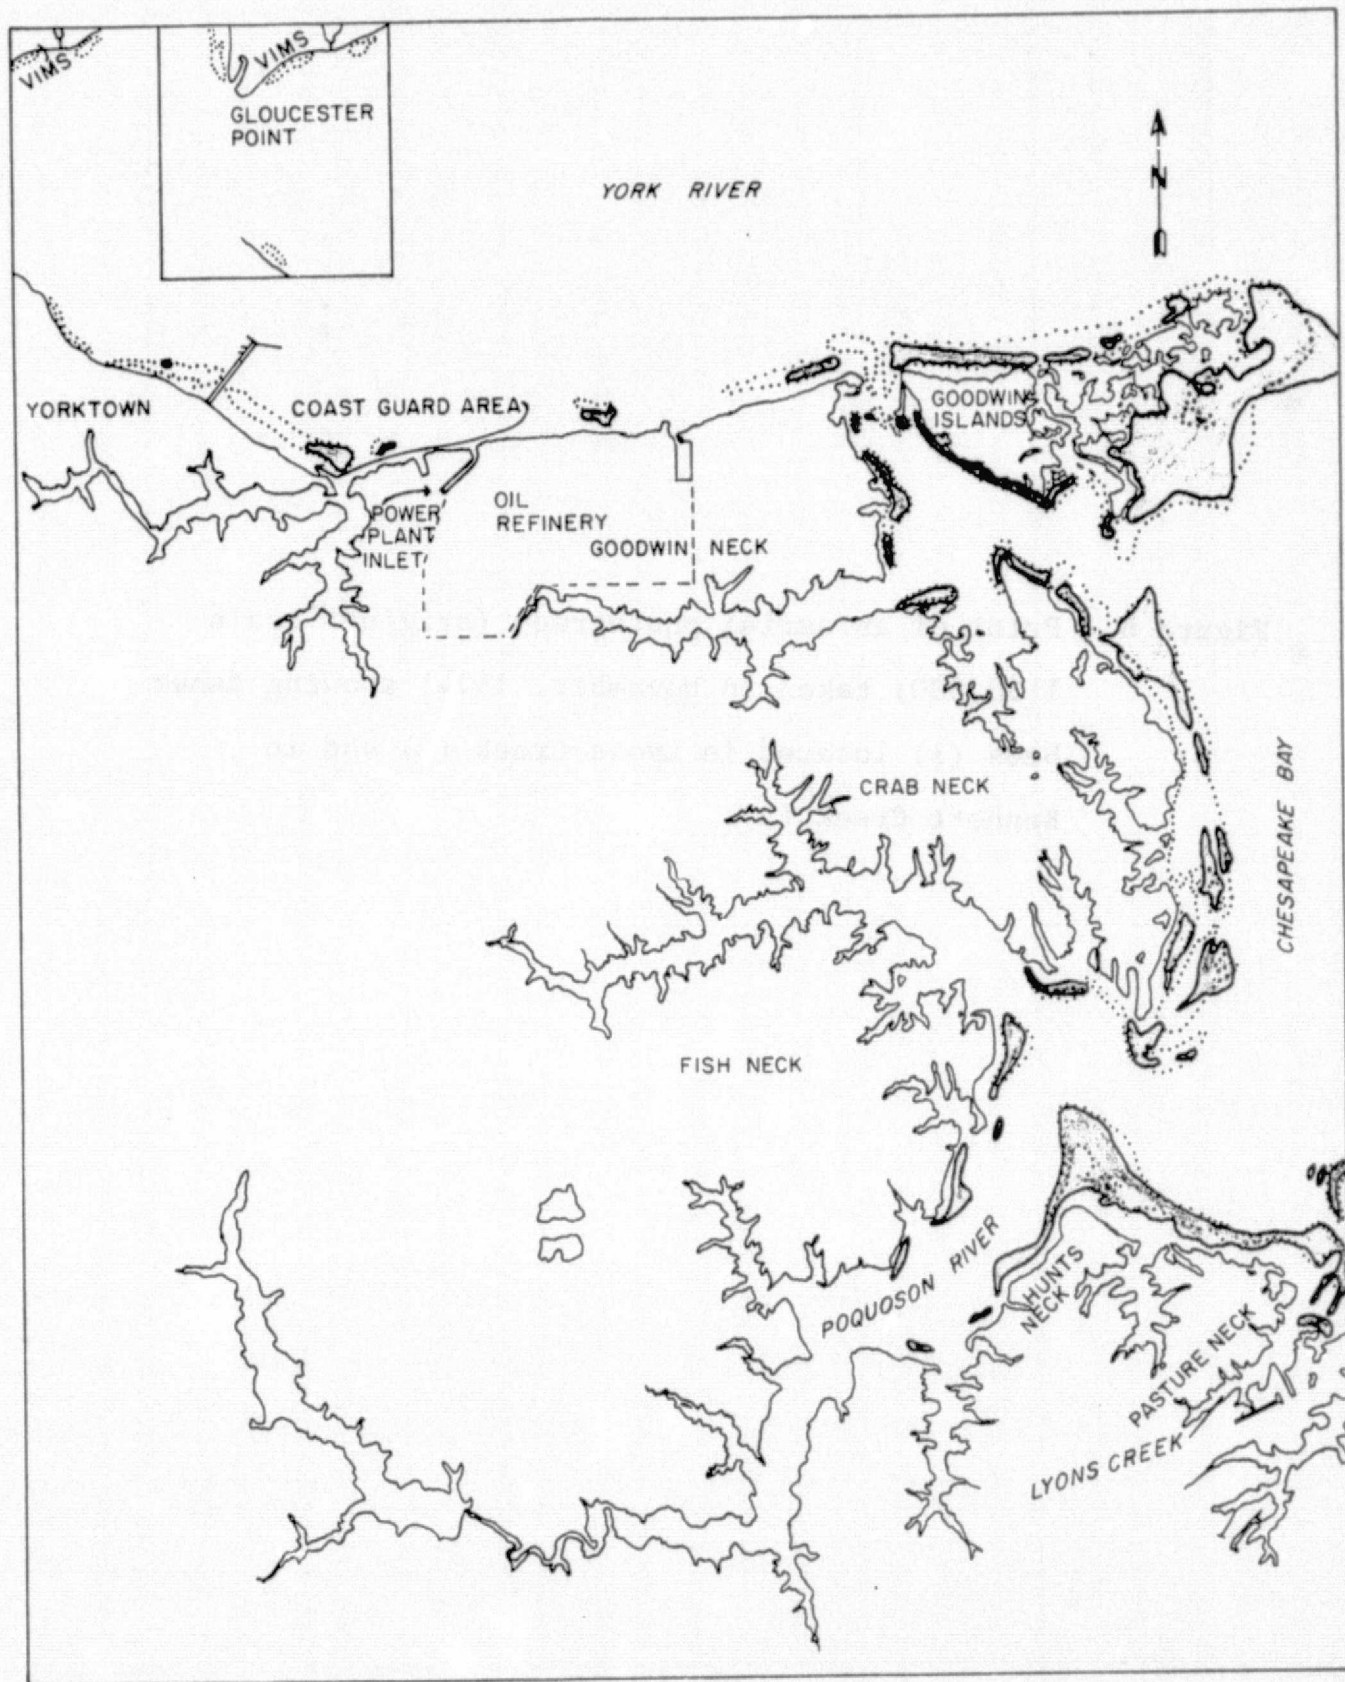 VIMS
VIMS
GLOUCESTER
POINT
YORK RIVER
N
YORKTOWN
COAST GUARD AREA
GOODWIN
ISLANDS
POWER
PLANT
INLET
OIL
REFINERY
GOODWIN NECK
CRAB NECK
CHESAPEAKE BAY
FISH NECK
POQUOSON RIVER
HUNTS
NECK
PASTURE NECK
LYONS CREEK